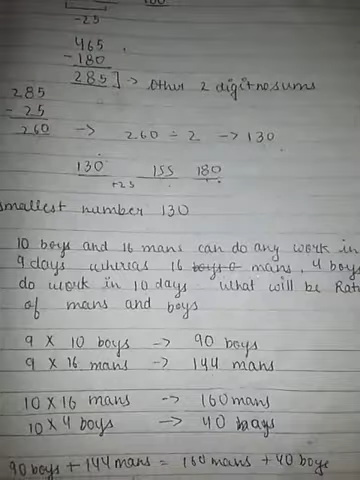 -25
465
-180
285] -> other 2 digit no sums
285
- 25
260 -> 260 ÷ 2 -> 130
130 155 180
+25
smallest number 130
10 boys and 16 mans can do any work in
9 days whereas 16 mans, 4 boys
do work in 10 days what will be Rat
of mans and boys
9 X 10 boys -> 90 boys
9 X 16 mans -> 144 mans
10 X 16 mans -> 160 mans
10 X 4 boys -> 40 boys
90 boys + 144 mans = 160 mans + 40 boys